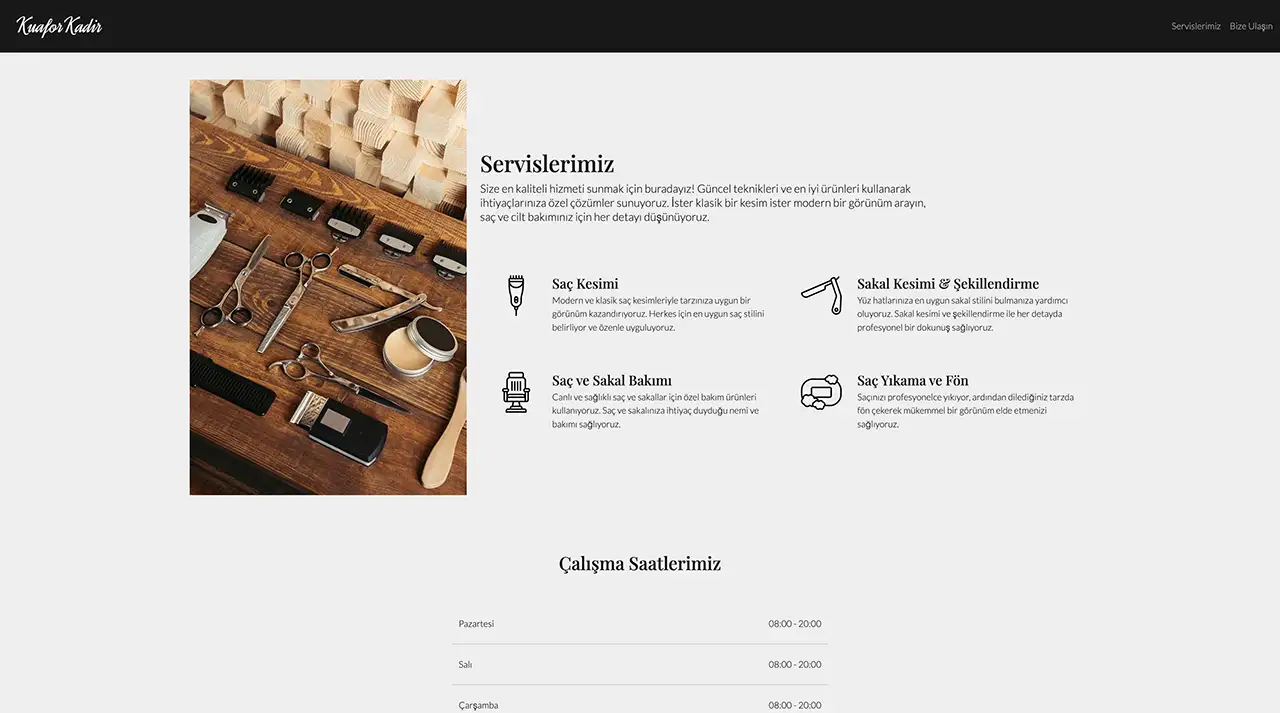 Kuafor Kadir
Servislerimiz
Bize Ulaşın
Servislerimiz
Size en kaliteli hizmeti sunmak için buradayız! Güncel teknikleri ve en iyi ürünleri kullanarak
ihtiyaçlarınıza özel çözümler sunuyoruz. İster klasik bir kesim ister modern bir görünüm arayın,
saç ve cilt bakımınız için her detayı düşünüyoruz.
Saç Kesimi
Modern ve klasik saç kesimleriyle tarzınıza uygun bir
görünüm kazandırıyoruz. Herkes için en uygun saç stilini
belirliyor ve özenle uyguluyoruz.
Sakal Kesimi & Şekillendirme
Yüz hatlarınıza en uygun sakal stilini bulmanıza yardımcı
oluyoruz. Sakal kesimi ve şekillendirme ile her detayda
profesyonel bir dokunuş sağlıyoruz.
Saç ve Sakal Bakımı
Canlı ve sağlıklı saç ve sakallar için özel bakım ürünleri
kullanıyoruz. Saç ve sakalınıza ihtiyaç duyduğu nemi ve
bakımı sağlıyoruz.
Saç Yıkama ve Fön
Saçınızı profesyonelce yıkıyor, ardından dilediğiniz tarzda
fön çekerek mükemmel bir görünüm elde etmenizi
sağlıyoruz.
Çalışma Saatlerimiz
Pazartesi 08:00 - 20:00
Salı 08:00 - 20:00
Çarşamba 08:00 - 20:00